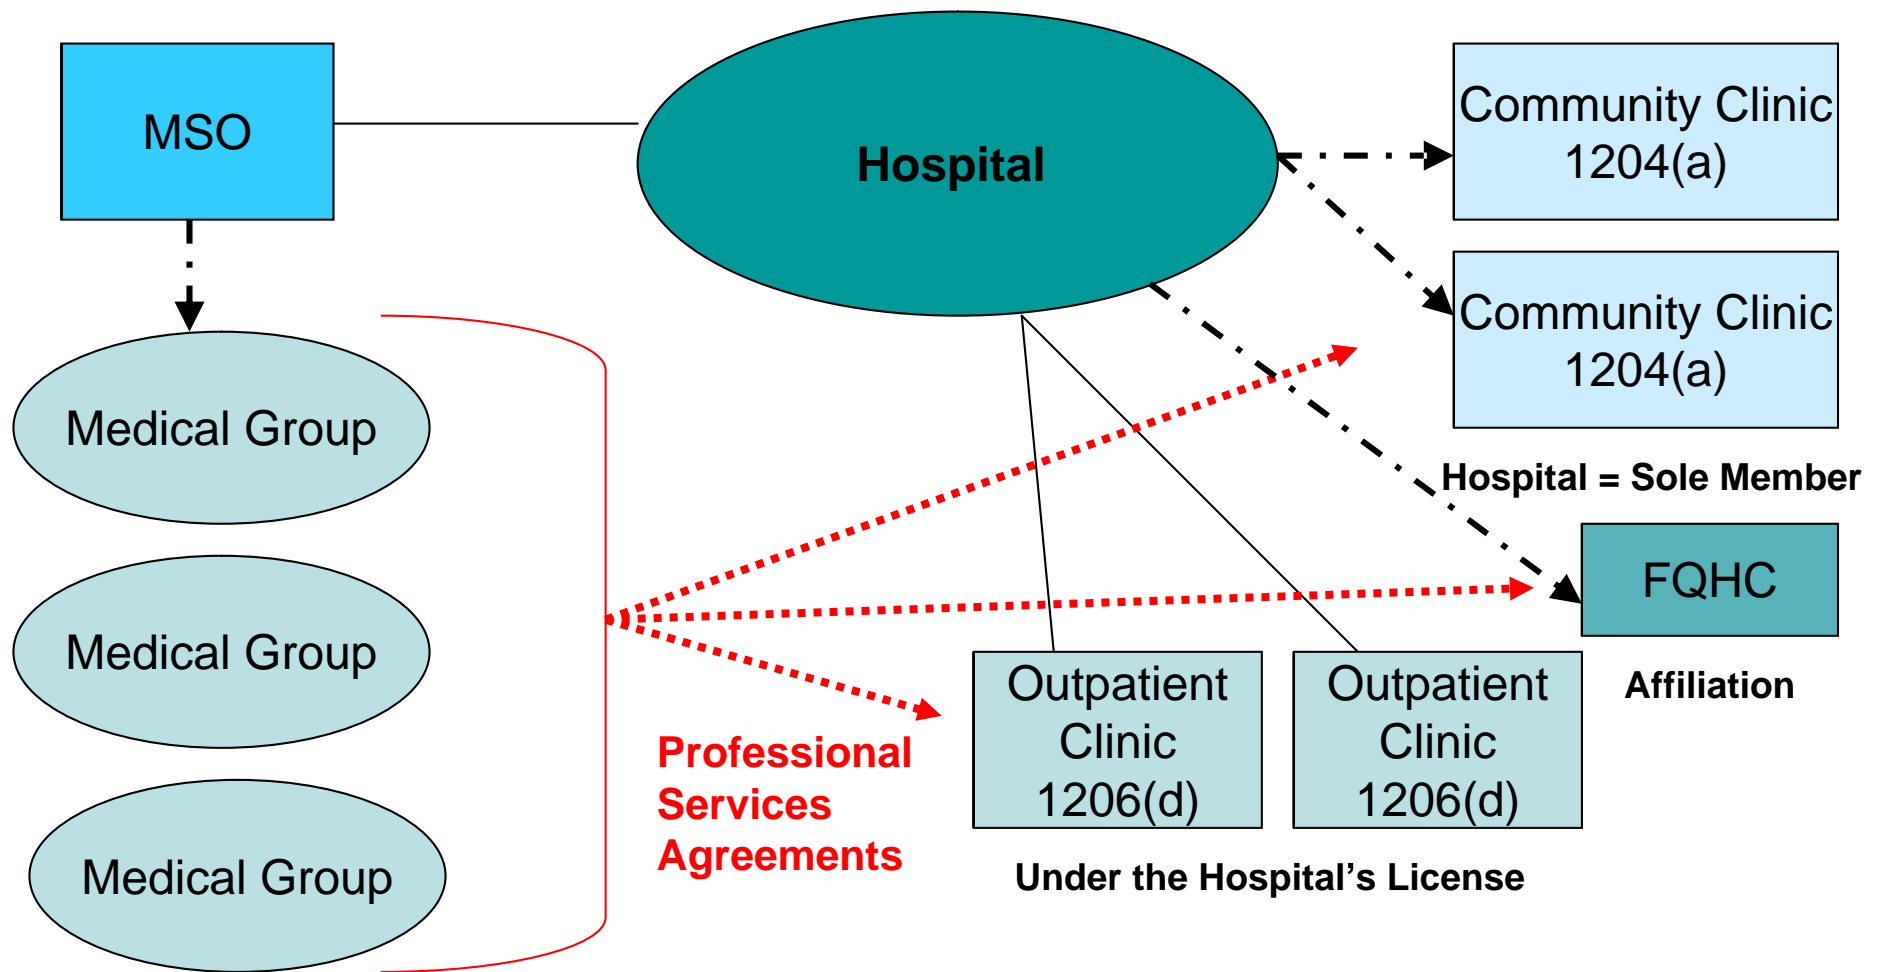 MSO
Hospital
Community Clinic
1204(a)
Community Clinic
1204(a)
Medical Group
Hospital = Sole Member
FQHC
Medical Group
Outpatient
Clinic
1206(d)
Outpatient
Clinic
1206(d)
Affiliation
Professional
Services
Agreements
Medical Group
Under the Hospital’s License